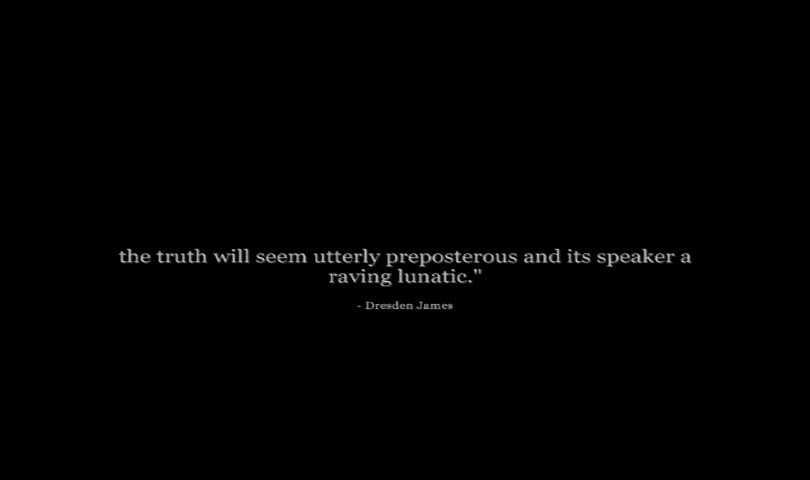 the truth will seem utterly preposterous and its speaker a
raving lunatic."
- Dresden James